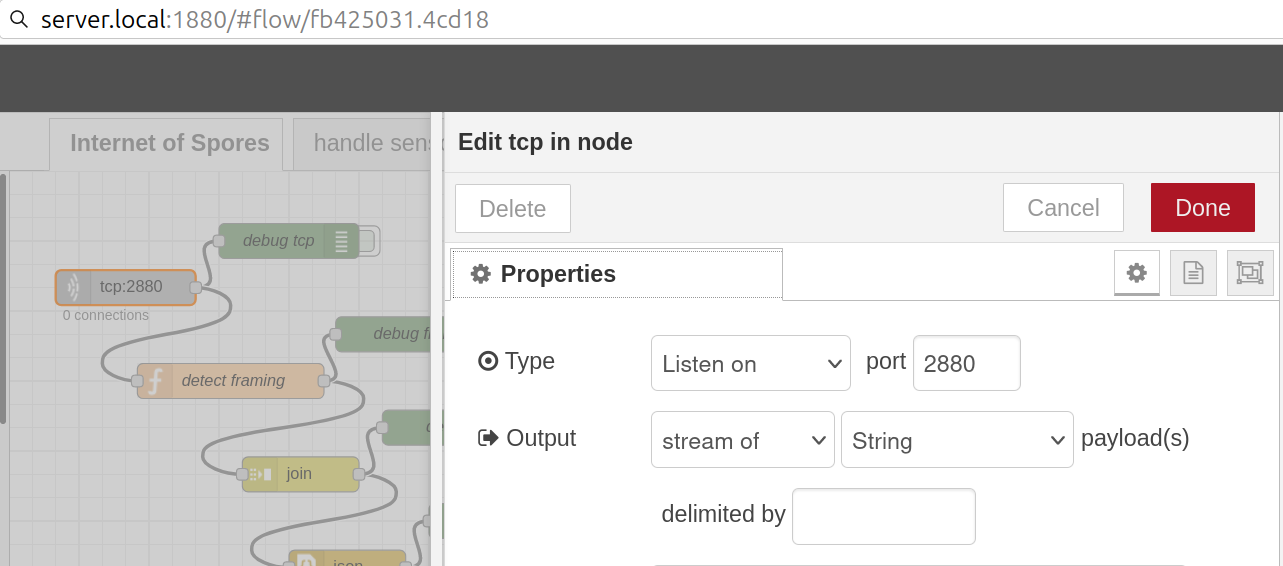 server.local:1880/#flow/fb425031.4cd18
Internet of Spores
handle
Edit tcp in node
Delete
Cancel
Done
debug tcp
Properties
tcp:2880
0 connections
debug
Type
Listen on
port
2880
detect framing
Output
stream of
String
payload(s)
join
delimited by
json